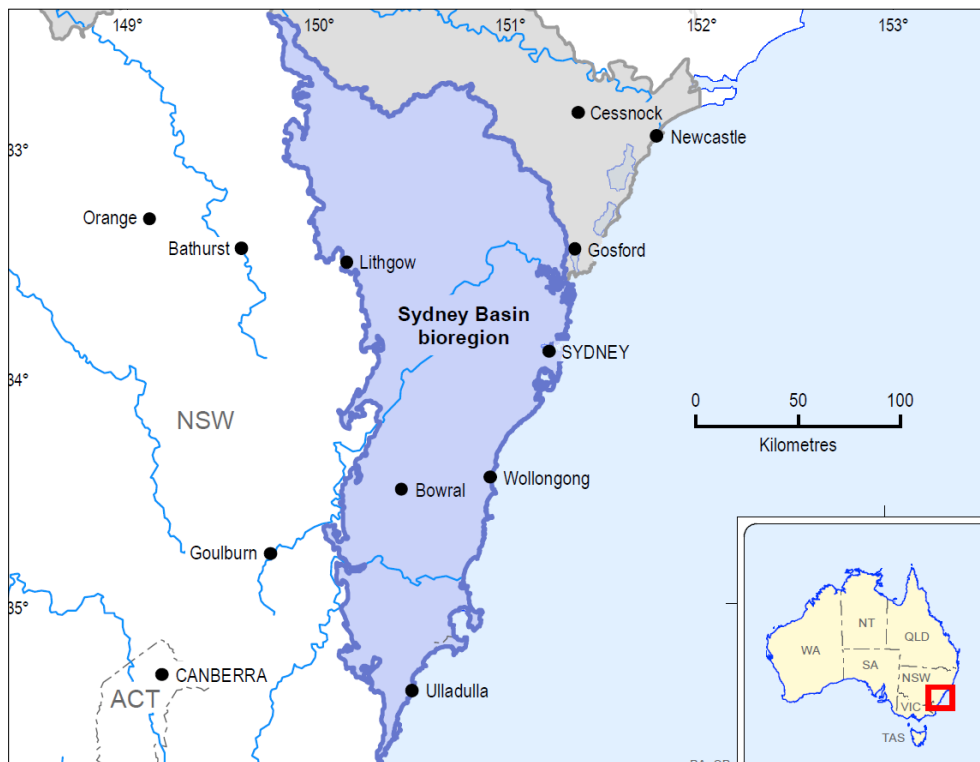 149°
150°
151°
152°
153°
Cessnock
Newcastle
33°
Orange
Bathurst
Gosford
Lithgow
Sydney Basin
bioregion
SYDNEY
34°
0 50 100
Kilometres
NSW
Wollongong
Bowral
Goulburn
35°
CANBERRA
ACT
Ulladulla
NT
QLD
WA
SA
NSW
VIC
TAS